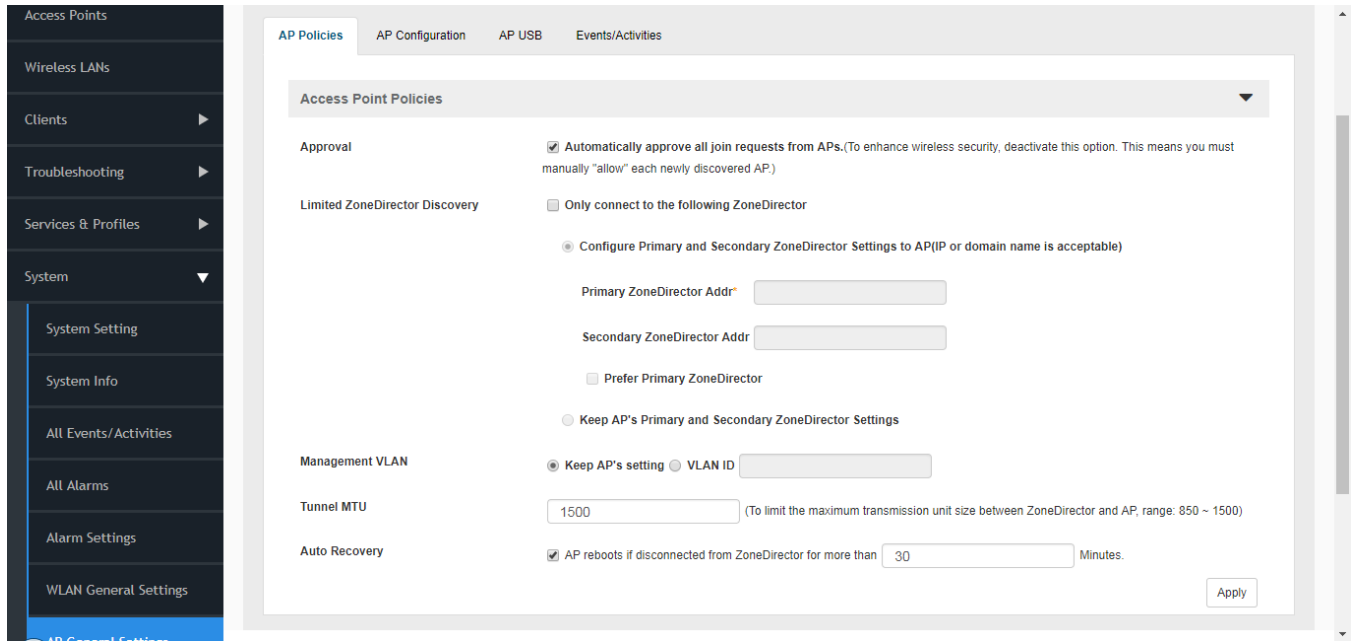 Access Points
Wireless LANs
Clients
Troubleshooting
Services & Profiles
System
System Setting
System Info
All Events/Activities
All Alarms
Alarm Settings
WLAN General Settings
AP General Settings
AP Policies AP Configuration AP USB Events/Activities
Access Point Policies
Approval Automatically approve all join requests from APs.(To enhance wireless security, deactivate this option. This means you must
manually "allow" each newly discovered AP.)
Limited ZoneDirector Discovery Only connect to the following ZoneDirector
Configure Primary and Secondary ZoneDirector Settings to AP(IP or domain name is acceptable)
Primary ZoneDirector Addr*
Secondary ZoneDirector Addr
Prefer Primary ZoneDirector
Keep AP's Primary and Secondary ZoneDirector Settings
Management VLAN Keep AP's setting VLAN ID
Tunnel MTU 1500 (To limit the maximum transmission unit size between ZoneDirector and AP, range: 850 ~ 1500)
Auto Recovery AP reboots if disconnected from ZoneDirector for more than 30 Minutes.
Apply